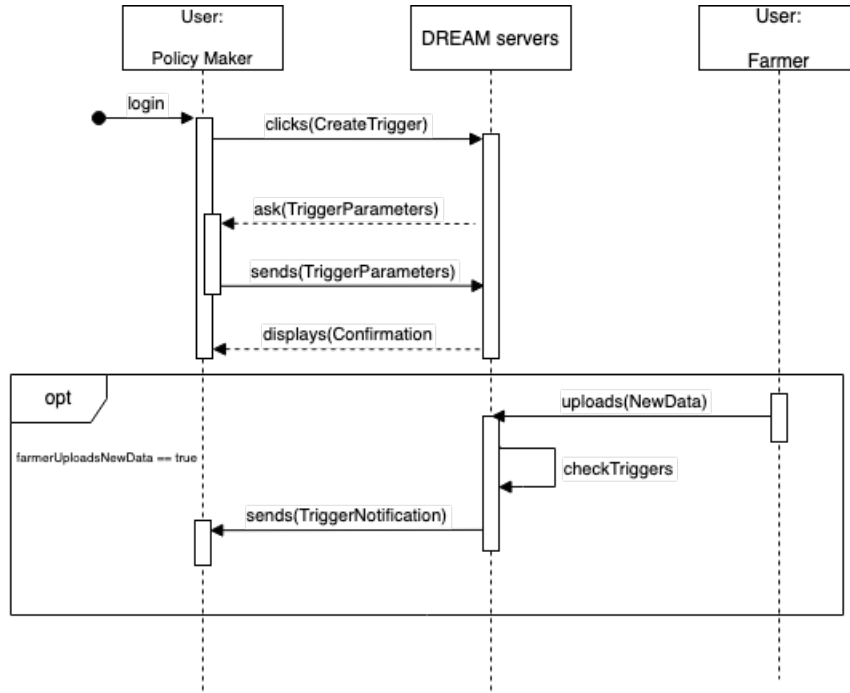 User:
Policy Maker
DREAM servers
User:
Farmer
login
clicks(CreateTrigger)
ask(TriggerParameters)
sends(TriggerParameters)
displays(Confirmation
opt
uploads(NewData)
farmerUploadsNewData == true
checkTriggers
sends(TriggerNotification)